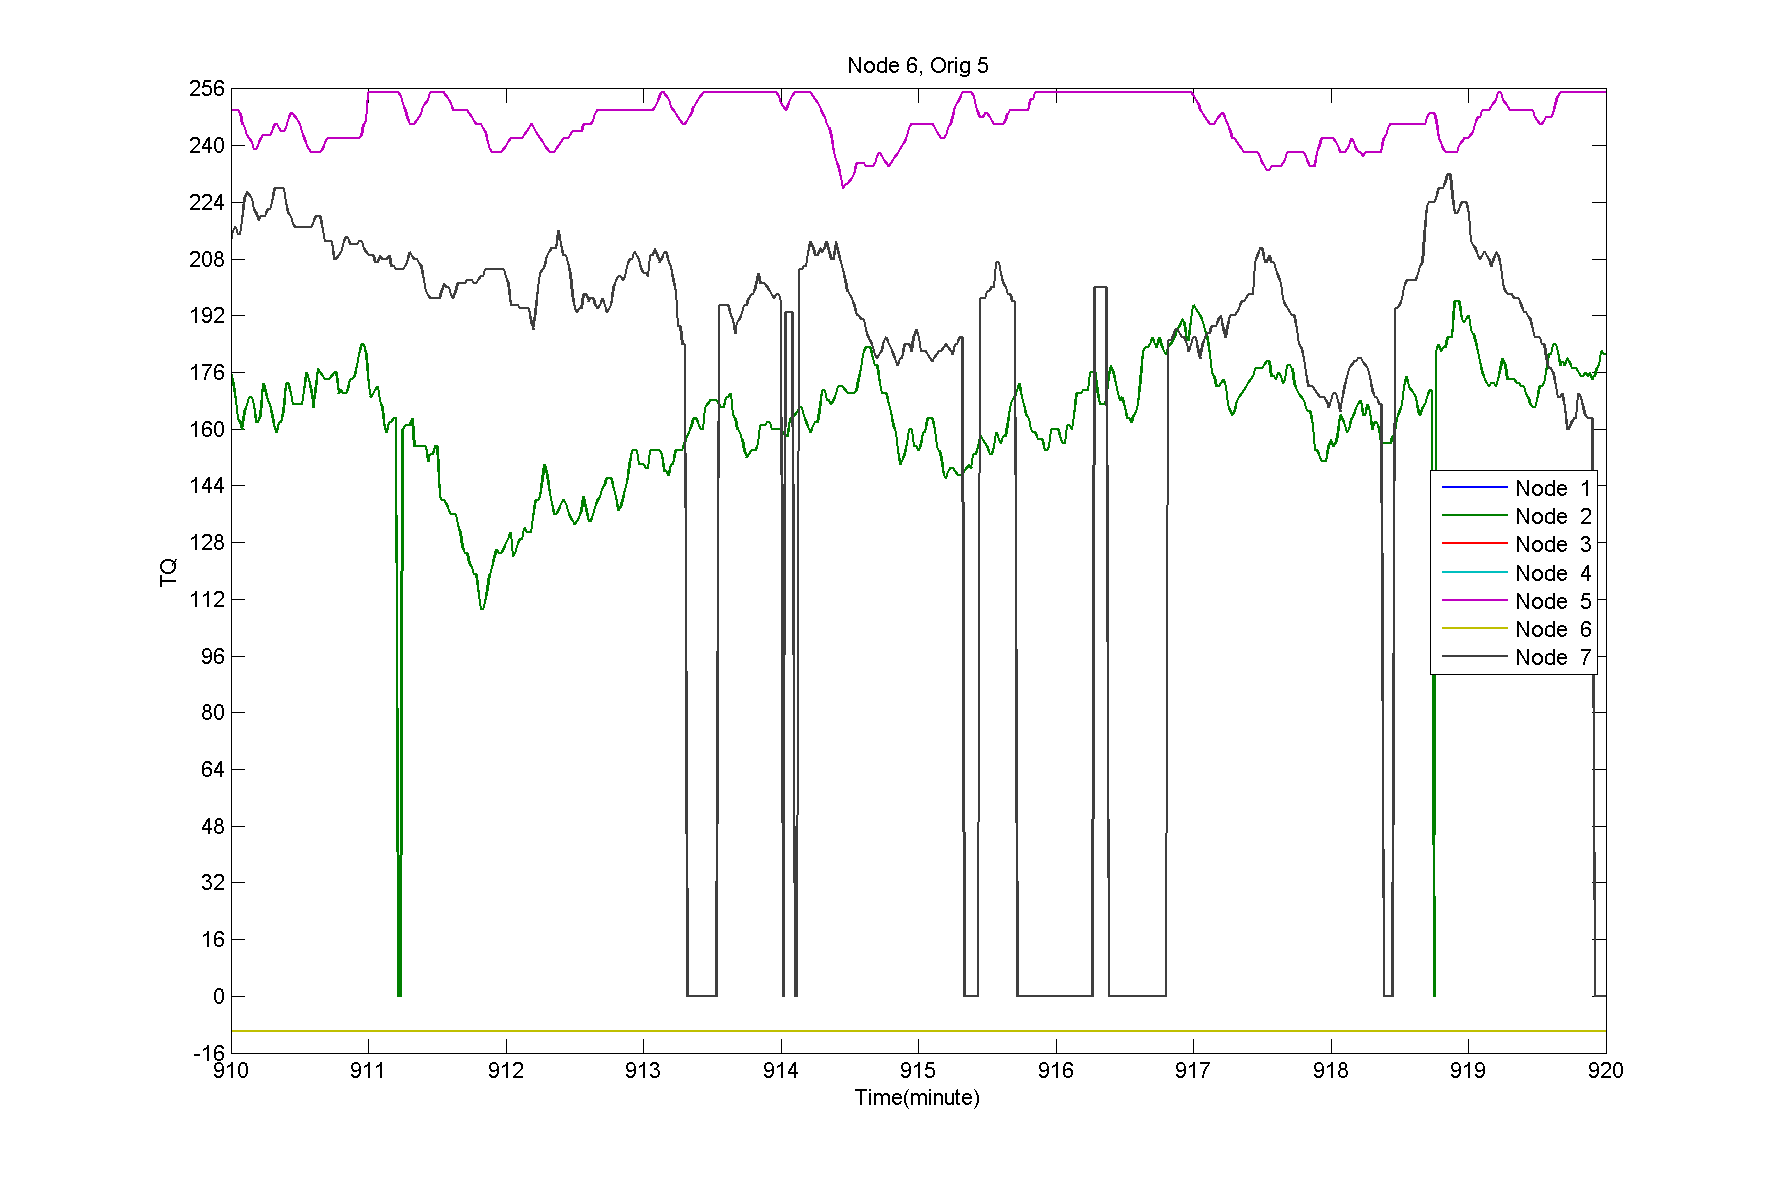 Node 6, Orig 5
256
240
224
208
192
176
160
144
128
112
96
80
64
48
32
16
0
-16
TQ
Node 1
Node 2
Node 3
Node 4
Node 5
Node 6
Node 7
910 911 912 913 914 915 916 917 918 919 920
Time(minute)